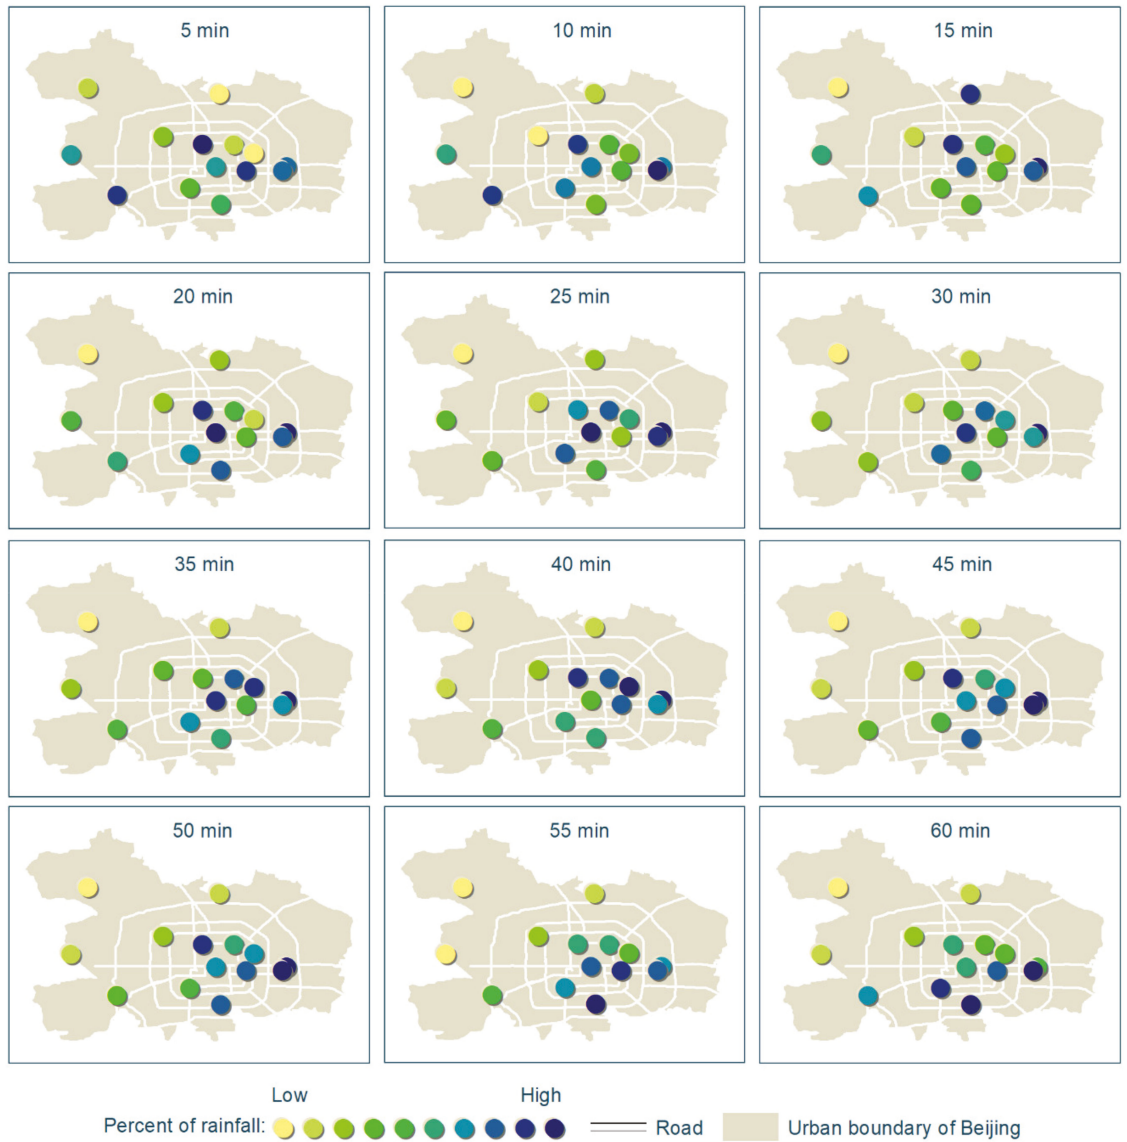 5 min
10 min
15 min
20 min
25 min
30 min
35 min
40 min
45 min
50 min
55 min
60 min
Low High
Percent of rainfall: Road Urban boundary of Beijing